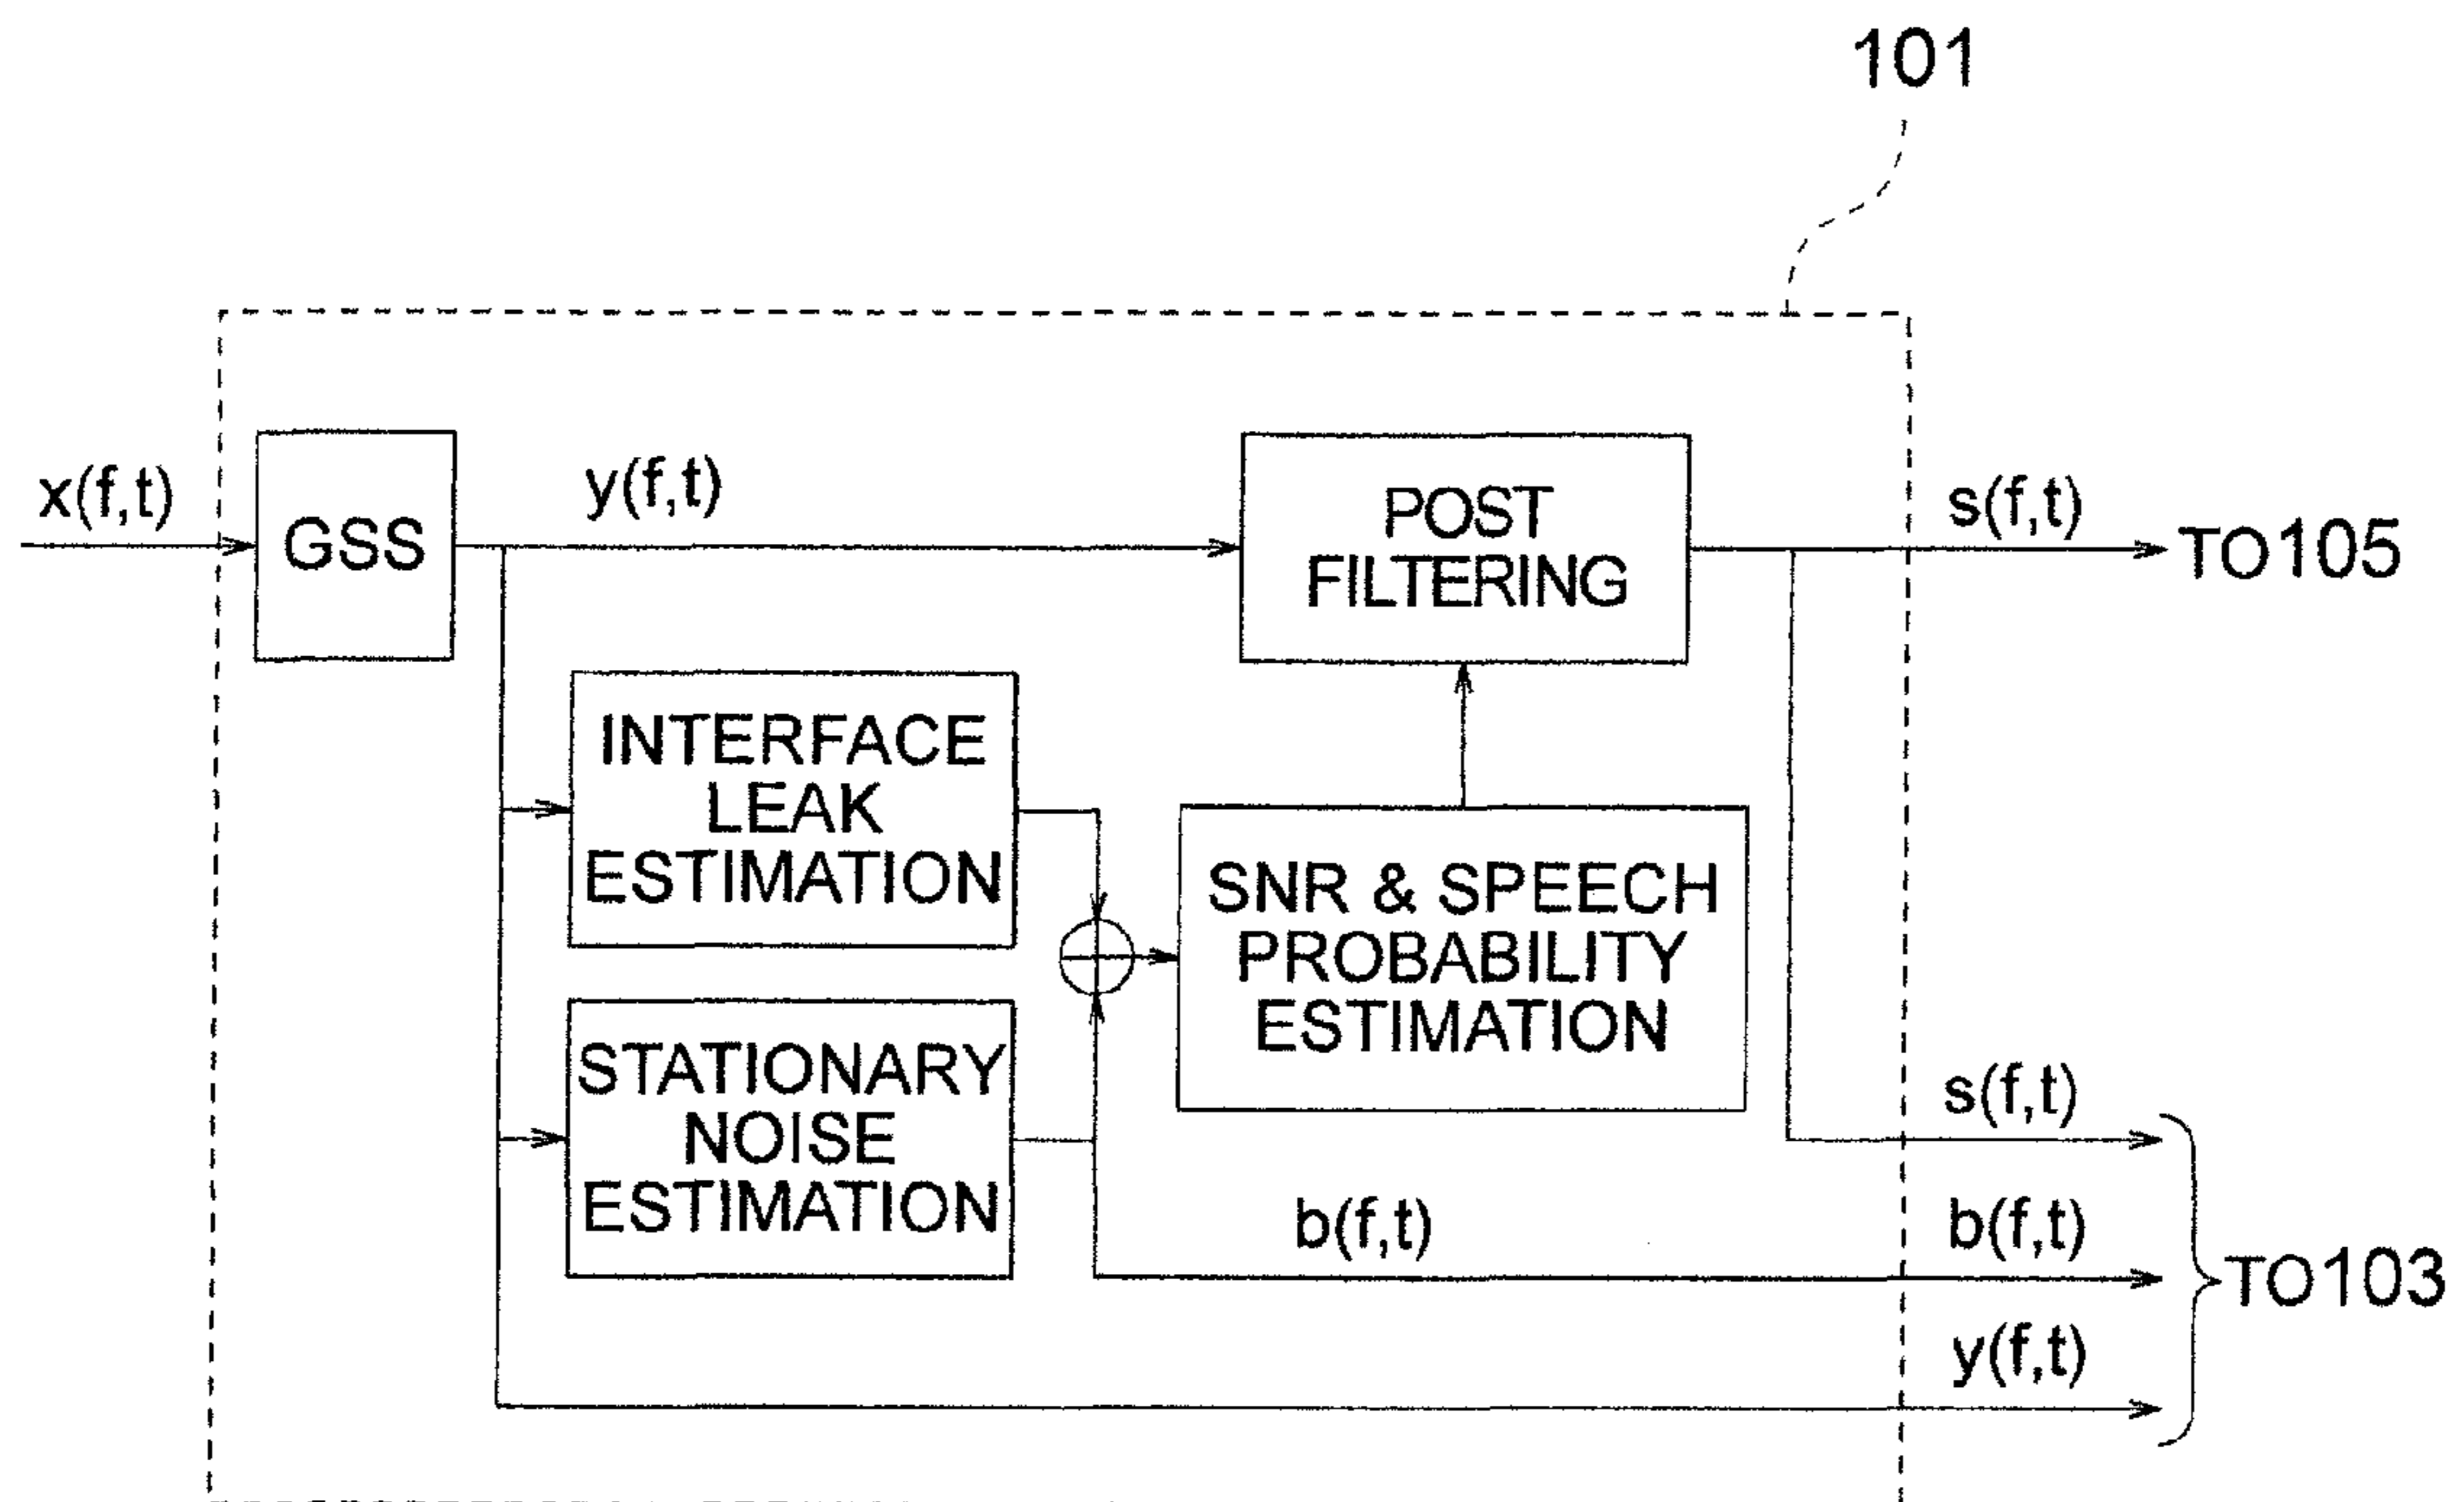 101
x(f,t)
GSS
y(f,t)
POST
FILTERING
s(f,t)
TO105
INTERFACE
LEAK
ESTIMATION
SNR & SPEECH
PROBABILITY
ESTIMATION
STATIONARY
NOISE
ESTIMATION
s(f,t)
b(f,t)
b(f,t)
TO103
y(f,t)